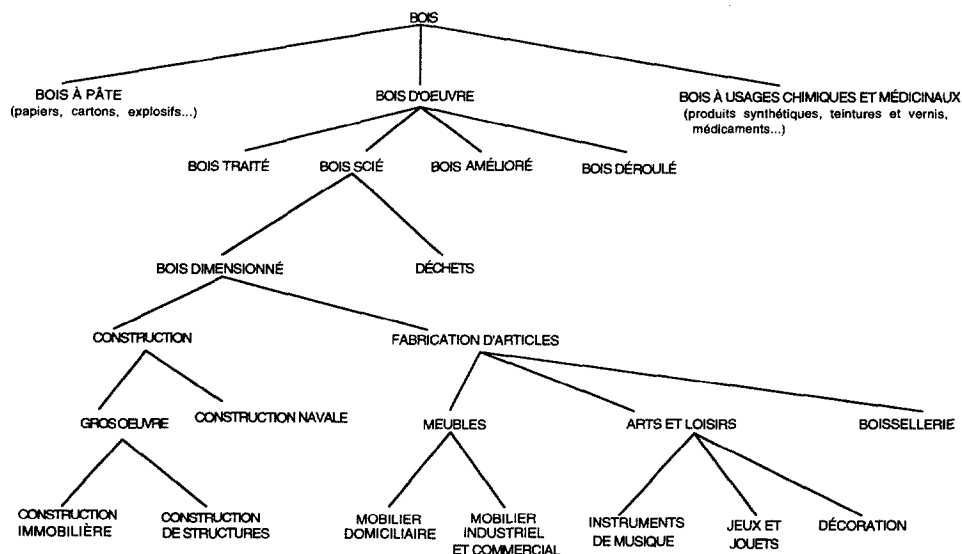 BOIS
BOIS À PÂTE
(papiers, cartons, explosifs...)
BOIS D'OEUVRE
BOIS À USAGES CHIMIQUES ET MÉDICINAUX
(produits synthétiques, teintures et vernis,
médicaments...)
BOIS TRAITÉ
BOIS SCIÉ
BOIS AMÉLIORÉ
BOIS DÉROULÉ
BOIS DIMENSIONNÉ
DÉCHETS
CONSTRUCTION
FABRICATION D'ARTICLES
GROS OEUVRE
CONSTRUCTION NAVALE
MEUBLES
ARTS ET LOISIRS
BOISSELLERIE
CONSTRUCTION
IMMOBILIÈRE
CONSTRUCTION
DE STRUCTURES
MOBILIER
DOMICILIAIRE
MOBILIER
INDUSTRIEL
ET COMMERCIAL
INSTRUMENTS
DE MUSIQUE
JEUX ET
JOUETS
DÉCORATION